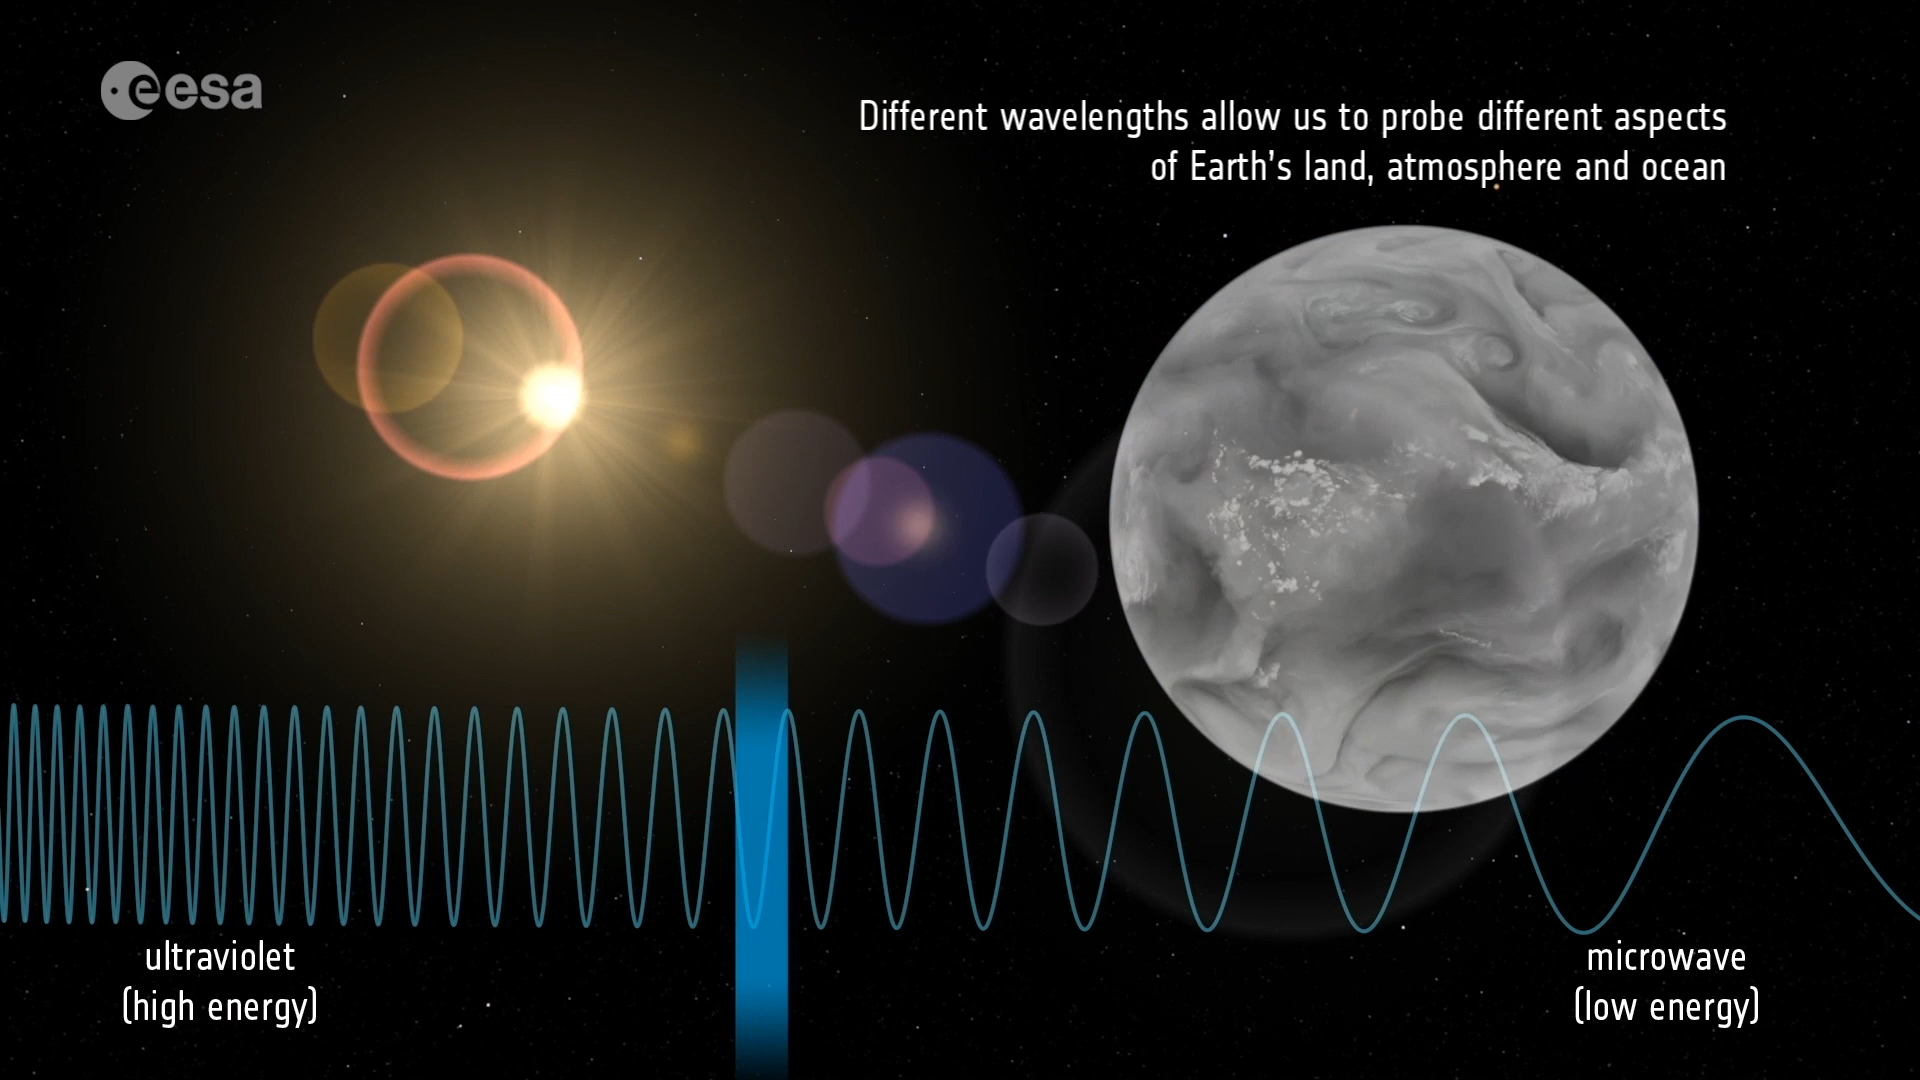 eesa
Different wavelengths allow us to probe different aspects
of Earth's land, atmosphere and ocean
ultraviolet
(high energy)
microwave
(low energy)